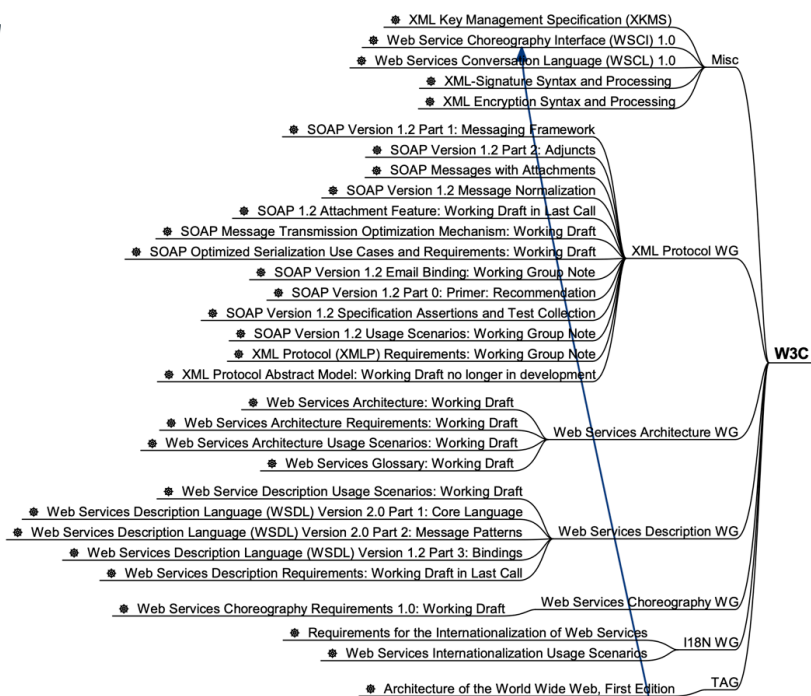 XML Key Management Specification (XKMS)
Web Service Choreography Interface (WSCI) 1.0
Web Services Conversation Language (WSCL) 1.0
XML-Signature Syntax and Processing
XML Encryption Syntax and Processing
Misc
SOAP Version 1.2 Part 1: Messaging Framework
SOAP Version 1.2 Part 2: Adjuncts
SOAP Messages with Attachments
SOAP Version 1.2 Message Normalization
SOAP 1.2 Attachment Feature: Working Draft in Last Call
SOAP Message Transmission Optimization Mechanism: Working Draft
SOAP Optimized Serialization Use Cases and Requirements: Working Draft
SOAP Version 1.2 Email Binding: Working Group Note
SOAP Version 1.2 Part 0: Primer: Recommendation
SOAP Version 1.2 Specification Assertions and Test Collection
SOAP Version 1.2 Usage Scenarios: Working Group Note
XML Protocol (XMLP) Requirements: Working Group Note
XML Protocol Abstract Model: Working Draft no longer in development
XML Protocol WG
W3C
Web Services Architecture: Working Draft
Web Services Architecture Requirements: Working Draft
Web Services Architecture Usage Scenarios: Working Draft
Web Services Glossary: Working Draft
Web Services Architecture WG
Web Service Description Usage Scenarios: Working Draft
Web Services Description Language (WSDL) Version 2.0 Part 1: Core Language
Web Services Description Language (WSDL) Version 2.0 Part 2: Message Patterns
Web Services Description Language (WSDL) Version 1.2 Part 3: Bindings
Web Services Description Requirements: Working Draft in Last Call
Web Services Description WG
Web Services Choreography Requirements 1.0: Working Draft
Web Services Choreography WG
Requirements for the Internationalization of Web Services
Web Services Internationalization Usage Scenarios
I18N WG
Architecture of the World Wide Web, First Edition
TAG